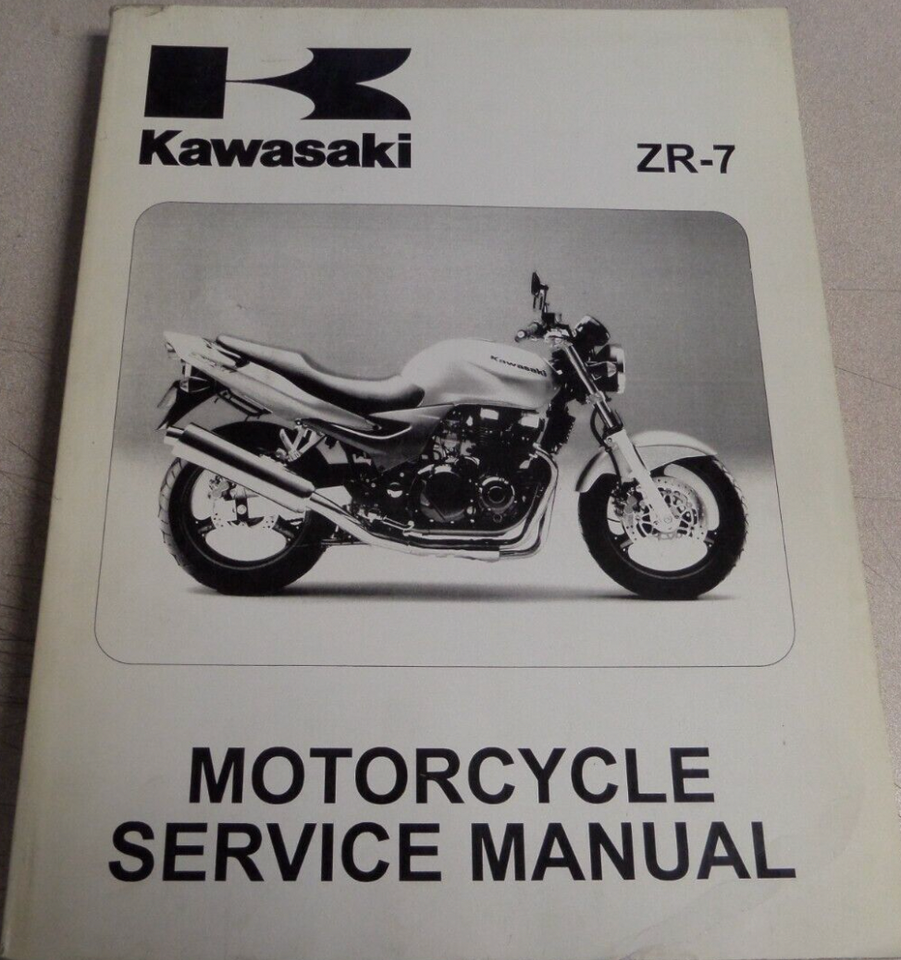 Kawasaki
ZR-7
Kawasaki
MOTORCYCLE
SERVICE MANUAL